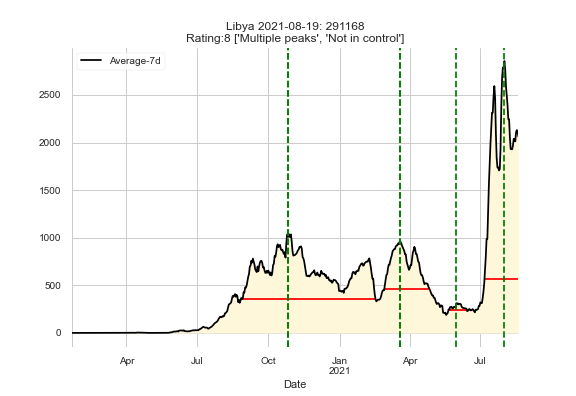 Libya 2021-08-19: 291168
Rating:8 ['Multiple peaks', 'Not in control']
Average-7d
2500
2000
1500
1000
500
0
Apr
Jul
Oct
Jan
2021
Apr
Jul
Date